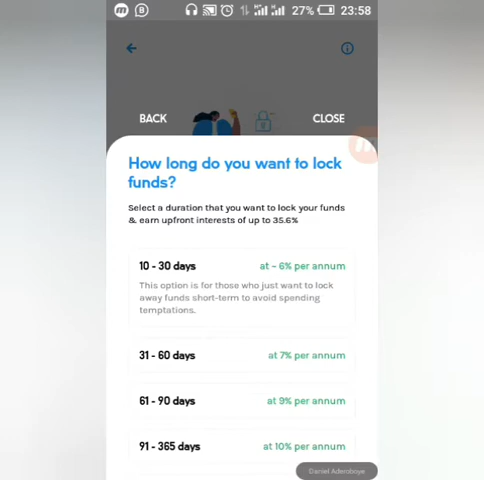 27% 23:58
BACK CLOSE
How long do you want to lock
funds?
Select a duration that you want to lock your funds
& earn upfront interests of up to 35.6%
10 - 30 days at ~ 6% per annum
This option is for those who just want to lock
away funds short-term to avoid spending
temptations.
31 - 60 days at 7% per annum
61 - 90 days at 9% per annum
91 - 365 days at 10% per annum
Daniel Ademboye